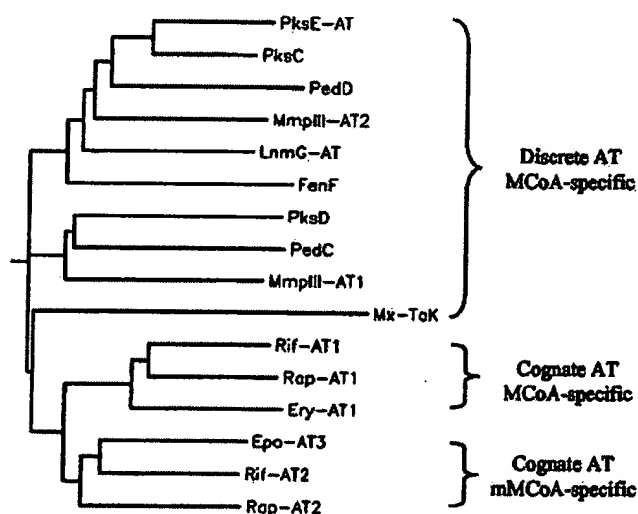 PksE-AT
PksC
PedD
MmpIII-AT2
LnmG-AT
FenF
PksD
PedC
MmpIII-AT1
Mx-TaK
Rif-AT1
Rap-AT1
Ery-AT1
Epo-AT3
Rif-AT2
Rap-AT2
Discrete AT
MCoA-specific
Cognate AT
MCoA-specific
Cognate AT
mMCoA-specific